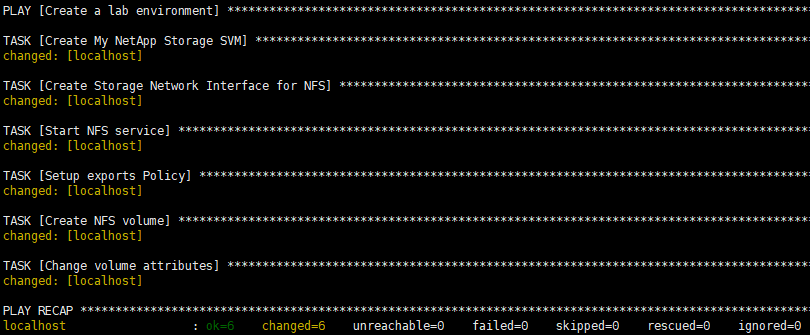 PLAY [Create a lab environment] ***********************************************************************************
TASK [Create My NetApp Storage SVM] *******************************************************************************
changed: [localhost]
TASK [Create Storage Network Interface for NFS] *******************************************************************
changed: [localhost]
TASK [Start NFS service] ******************************************************************************************
changed: [localhost]
TASK [Setup exports Policy] ***************************************************************************************
changed: [localhost]
TASK [Create NFS volume] ******************************************************************************************
changed: [localhost]
TASK [Change volume attributes] ***********************************************************************************
changed: [localhost]
PLAY RECAP ********************************************************************************************************
localhost                  : ok=6    changed=6    unreachable=0    failed=0    skipped=0    rescued=0    ignored=0